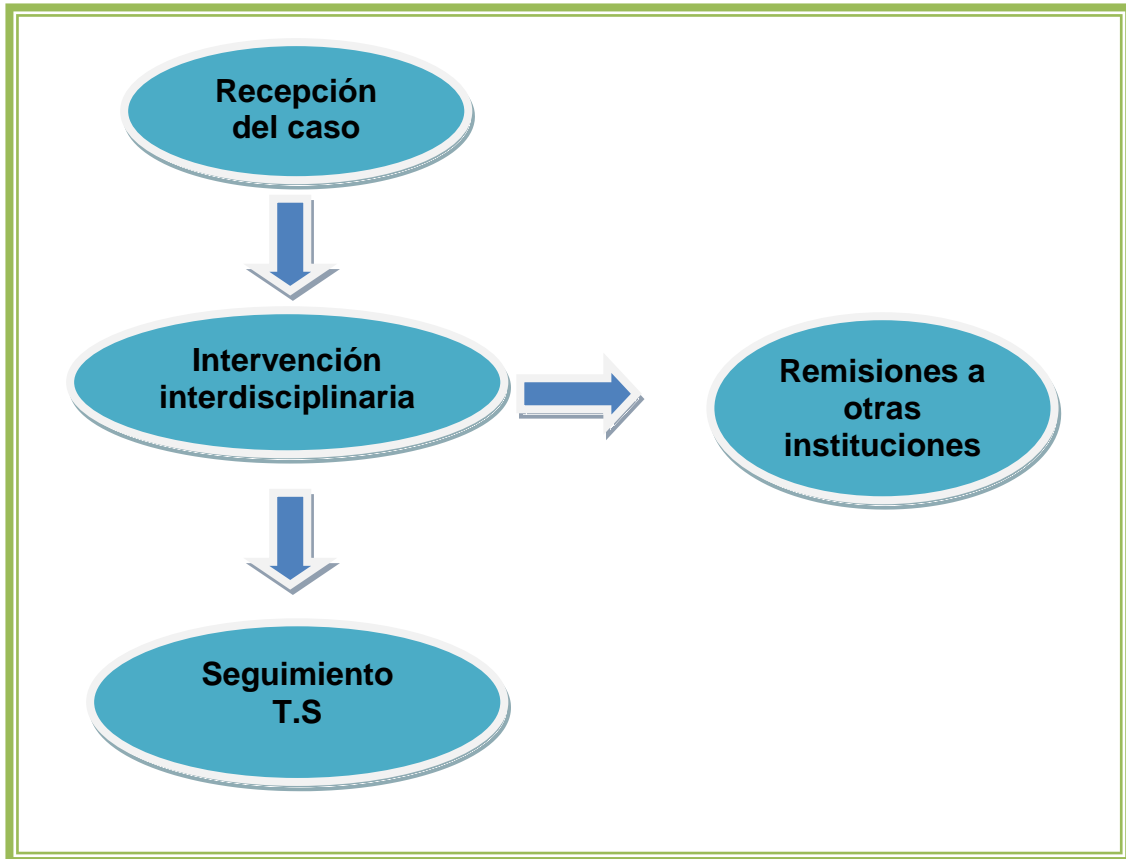 Recepción
del caso
Intervención
interdisciplinaria
Remisiones a
otras
instituciones
Seguimiento
T.S